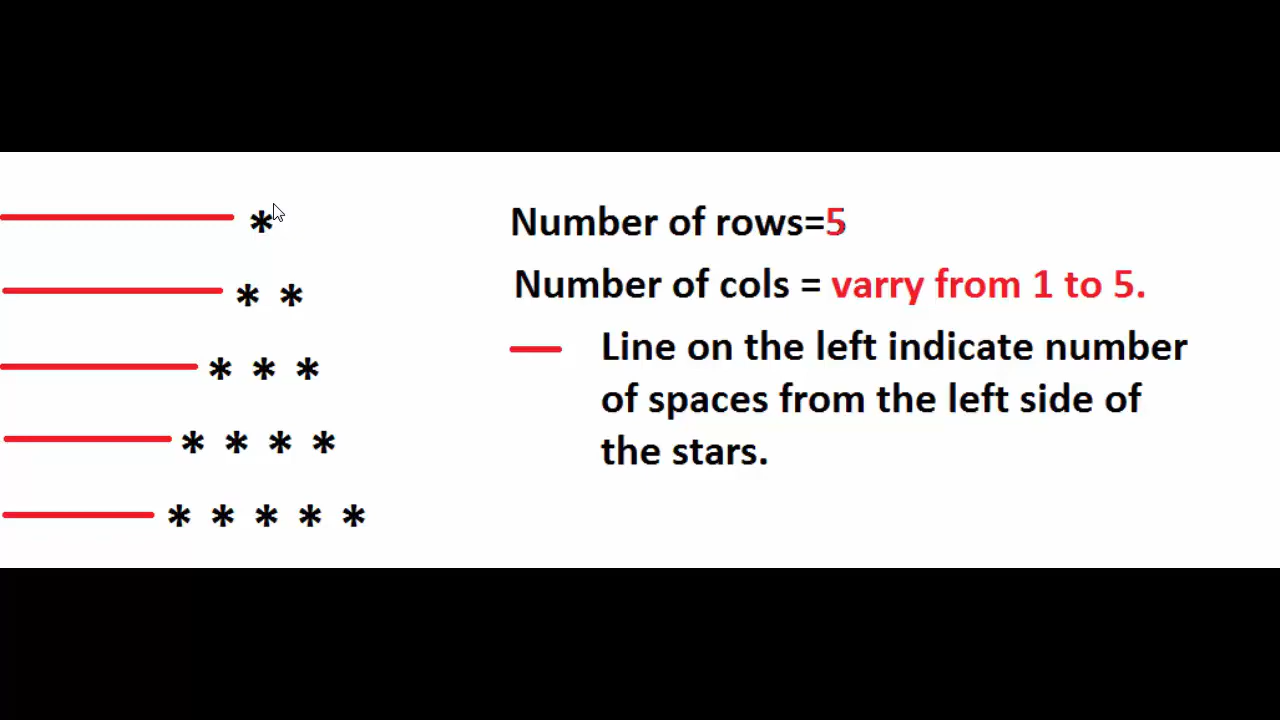 *
* *
* * *
* * * *
* * * * *
Number of rows=5
Number of cols = varry from 1 to 5.
Line on the left indicate number
of spaces from the left side of
the stars.